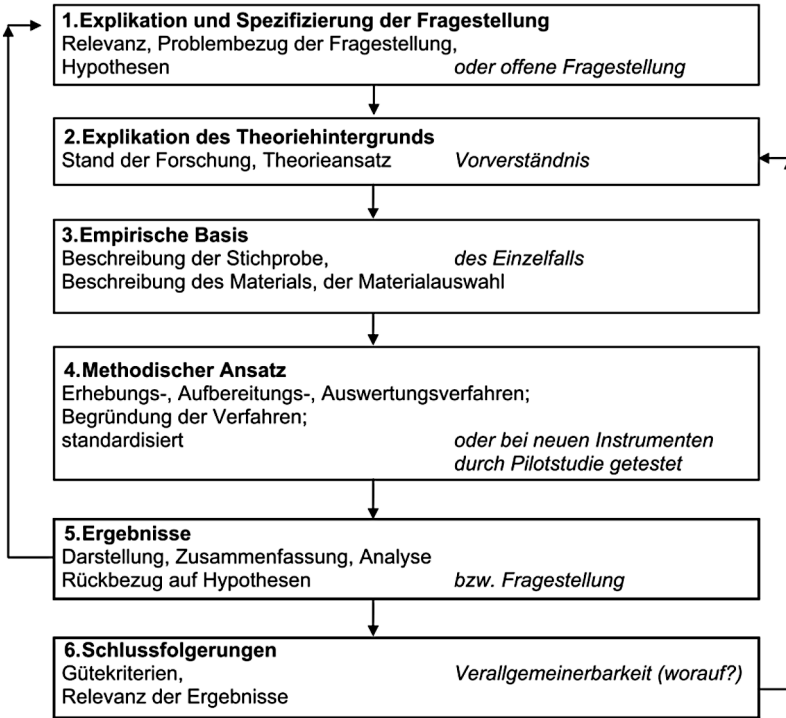 1.Explikation und Spezifizierung der Fragestellung
Relevanz, Problembezug der Fragestellung,
Hypothesen oder offene Fragestellung
2.Explikation des Theoriehintergrunds
Stand der Forschung, Theorieansatz Vorverständnis
3.Empirische Basis
Beschreibung der Stichprobe, des Einzelfalls
Beschreibung des Materials, der Materialauswahl
4.Methodischer Ansatz
Erhebungs-, Aufbereitungs-, Auswertungsverfahren;
Begründung der Verfahren;
standardisiert oder bei neuen Instrumenten
durch Pilotstudie getestet
5.Ergebnisse
Darstellung, Zusammenfassung, Analyse
Rückbezug auf Hypothesen bzw. Fragestellung
6.Schlussfolgerungen
Gütekriterien, Verallgemeinerbarkeit (worauf?)
Relevanz der Ergebnisse